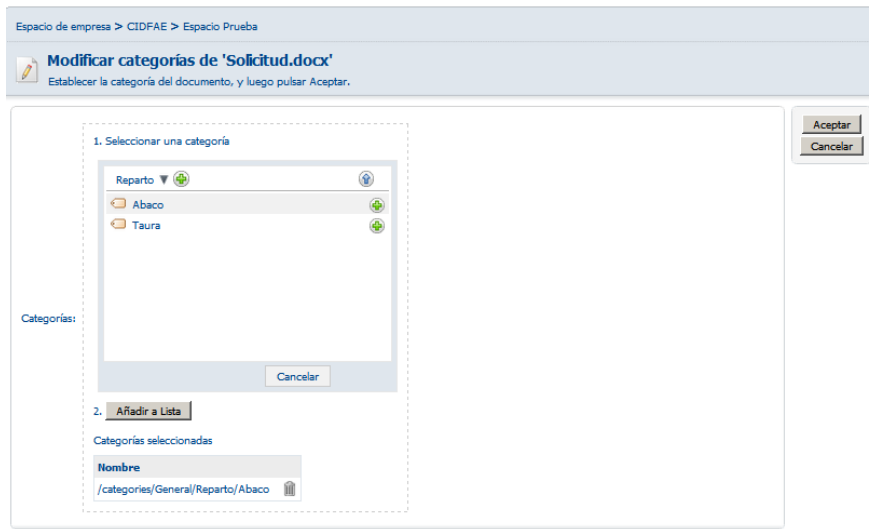 Espacio de empresa > CIDFAE > Espacio Prueba
Modificar categorías de 'Solicitud.docx'
Establecer la categoría del documento, y luego pulsar Aceptar.
Aceptar
Cancelar
1. Seleccionar una categoría
Reparto
Abaco
Taura
Categorías:
Cancelar
2. Añadir a Lista
Categorías seleccionadas
Nombre
/categories/General/Reparto/Abaco